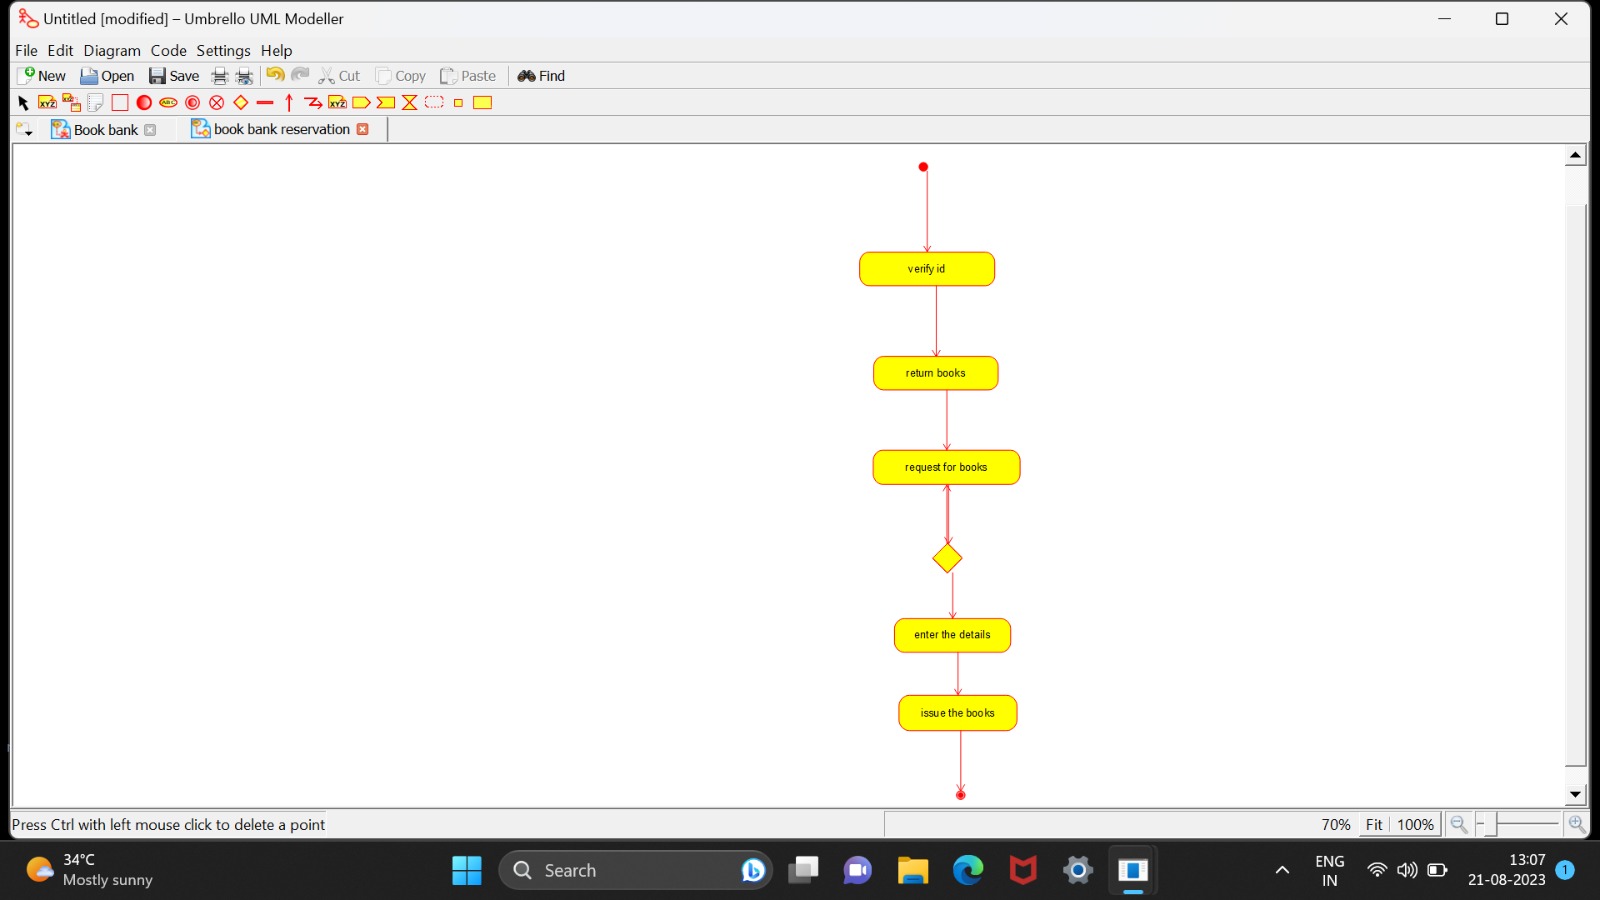 Untitled [modified] – Umbrello UML Modeller
File Edit Diagram Code Settings Help
New Open Save Cut Copy Paste Find
Book bank book bank reservation
verify id
return books
request for books
enter the details
issue the books
Press Ctrl with left mouse click to delete a point 70% Fit 100%
34°C
Mostly sunny
Search
ENG
IN
13:07
21-08-2023
1